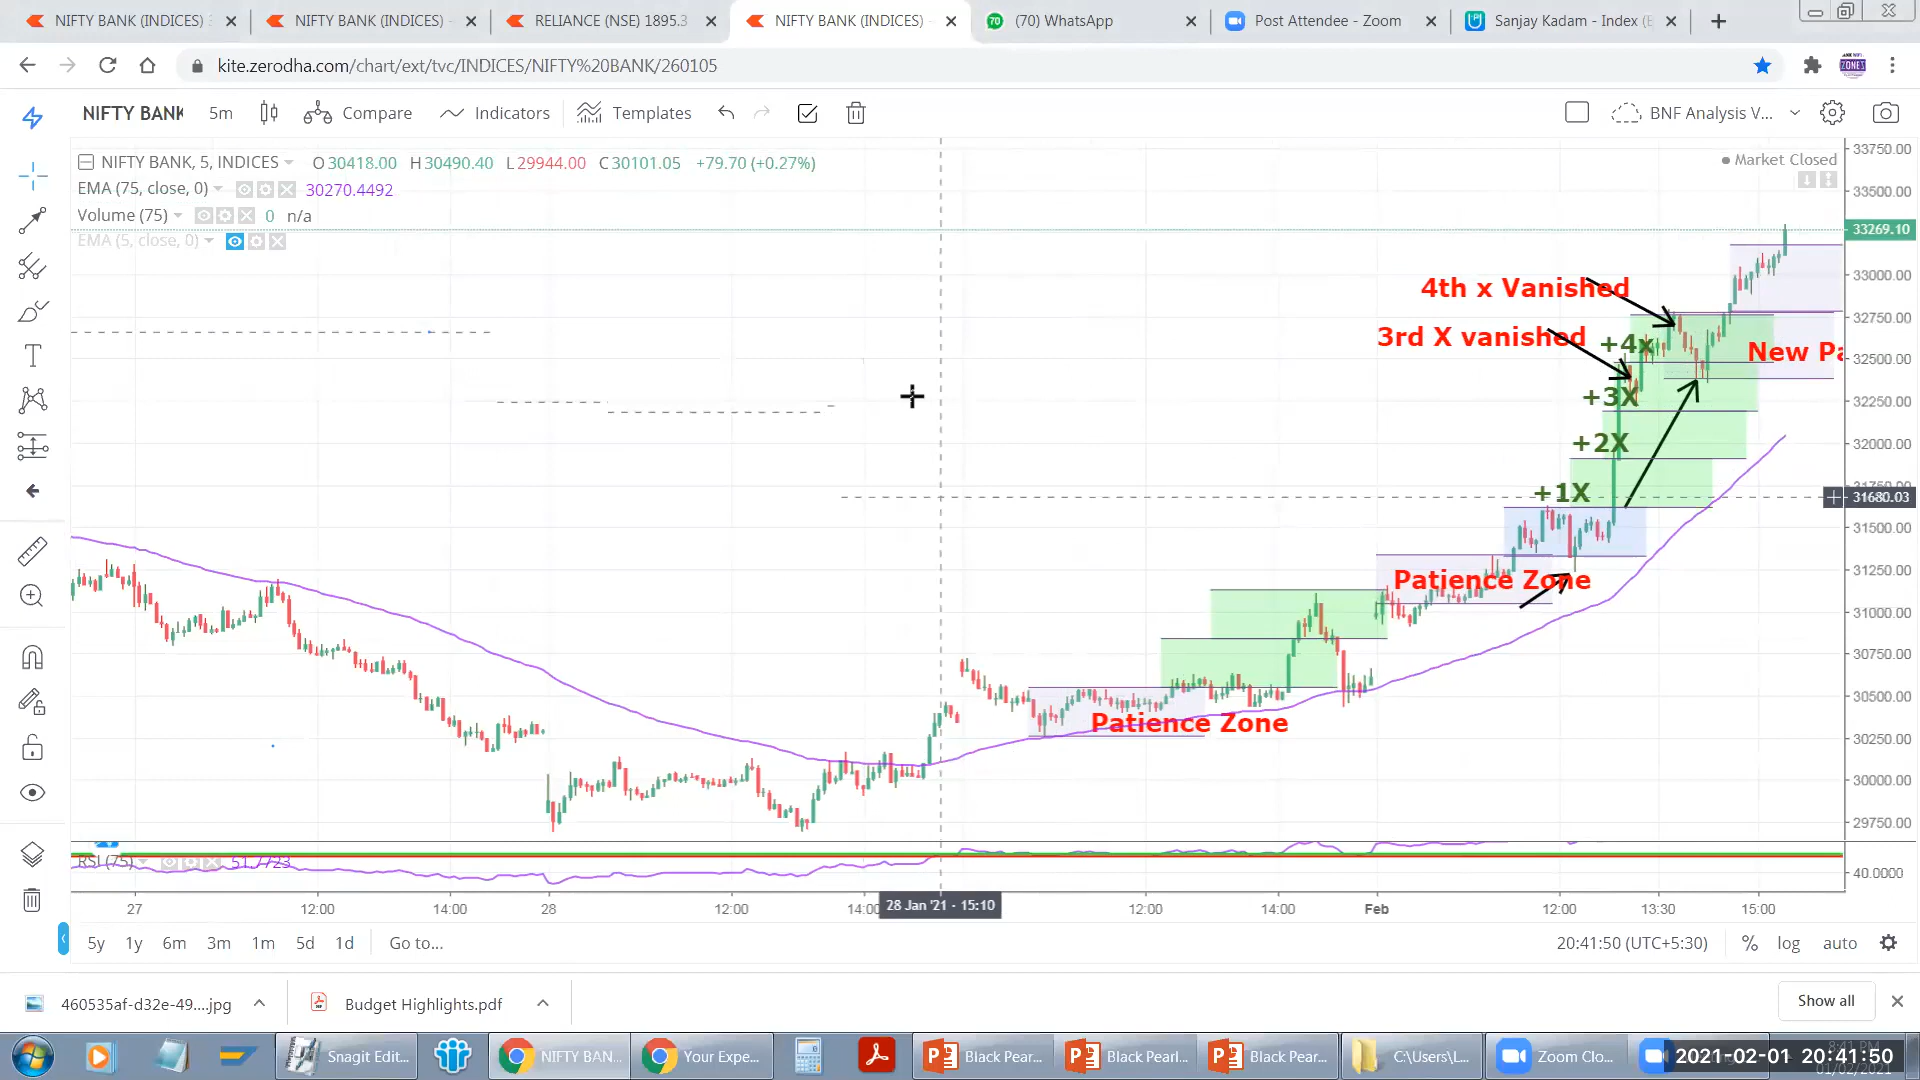 NIFTY BANK (INDICES)
NIFTY BANK (INDICES)
RELIANCE (NSE) 1895.3
NIFTY BANK (INDICES)
(70) WhatsApp
Post Attendee - Zoom
Sanjay Kadam - Index (
kite.zerodha.com/chart/ext/tvc/INDICES/NIFTY%20BANK/260105
NIFTY BANK 5m Compare Indicators Templates BNF Analysis V...
NIFTY BANK, 5, INDICES O30418.00 H30490.40 L29944.00 C30101.05 +79.70 (+0.27%)
Market Closed
EMA (75, close, 0) 30270.4492
Volume (75) 0 n/a
EMA (5, close, 0)
33750.00
33500.00
33269.10
33000.00
32750.00
32500.00
32250.00
32000.00
31680.03
31500.00
31250.00
31000.00
30750.00
30500.00
30250.00
30000.00
29750.00
4th x Vanished
3rd X vanished
+4x
New Pa
+3X
+2X
+1X
Patience Zone
Patience Zone
RSI (75) 51.7723
40.0000
27 12:00 14:00 28 12:00 14:00 28 Jan '21 - 15:10 12:00 14:00 Feb 12:00 13:30 15:00
5y 1y 6m 3m 1m 5d 1d Go to... 20:41:50 (UTC+5:30) % log auto
460535af-d32e-49....jpg Budget Highlights.pdf Show all
Snagit Edit... NIFTY BAN... Your Expe... Black Pear... Black Pearl... Black Pear... C:\Users\L... Zoom Clo... 2021-02-01 20:41:50
01/02/2021